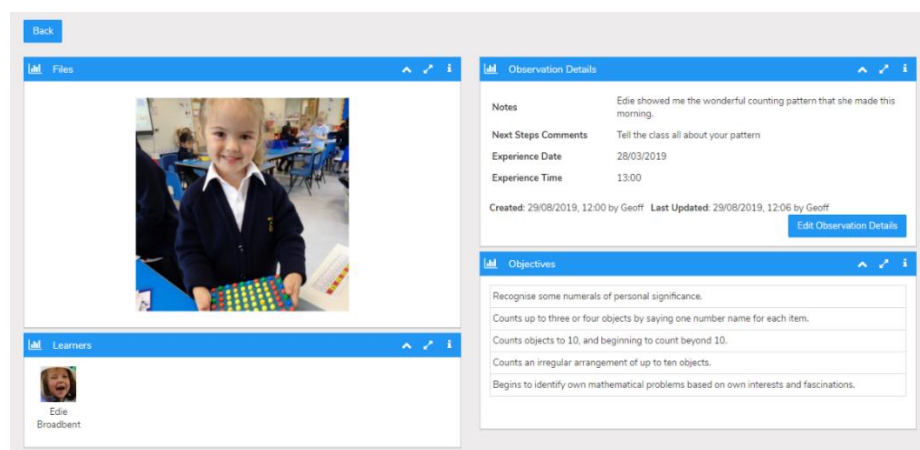 Back
Files
Edie
Broadbent
Learners
Observation Details
Notes
Edie showed me the wonderful counting pattern that she made this
morning.
Next Steps Comments Tell the class all about your pattern
Experience Date 28/03/2019
Experience Time 13:00
Created: 29/08/2019, 12:00 by Geoff Last Updated: 29/08/2019, 12:06 by Geoff
Edit Observation Details
Objectives
Recognise some numerals of personal significance.
Counts up to three or four objects by saying one number name for each item.
Counts objects to 10, and beginning to count beyond 10.
Counts an irregular arrangement of up to ten objects.
Begins to identify own mathematical problems based on own interests and fascinations.